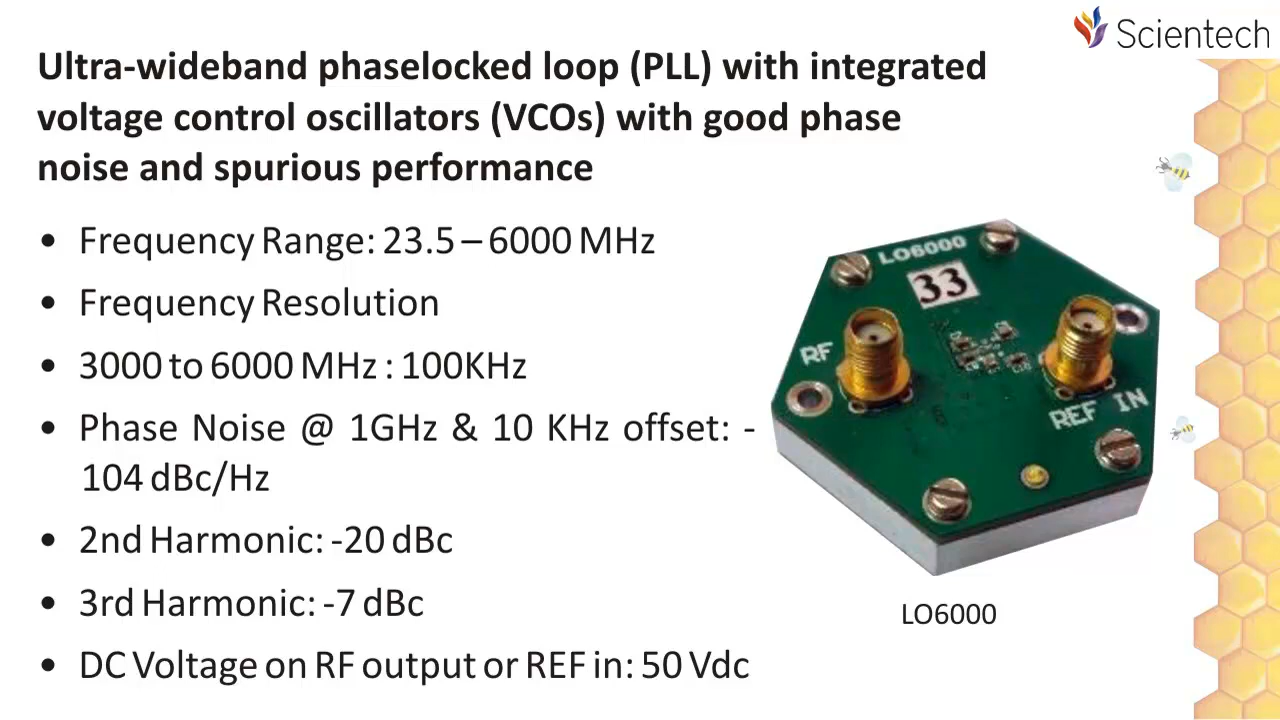 Scientech
Ultra-wideband phaselocked loop (PLL) with integrated
voltage control oscillators (VCOs) with good phase
noise and spurious performance
• Frequency Range: 23.5 – 6000 MHz
• Frequency Resolution
• 3000 to 6000 MHz : 100KHz
• Phase Noise @ 1GHz & 10 KHz offset: -
104 dBc/Hz
• 2nd Harmonic: -20 dBc
• 3rd Harmonic: -7 dBc
• DC Voltage on RF output or REF in: 50 Vdc
LO6000
33
RF
REF IN
LO6000